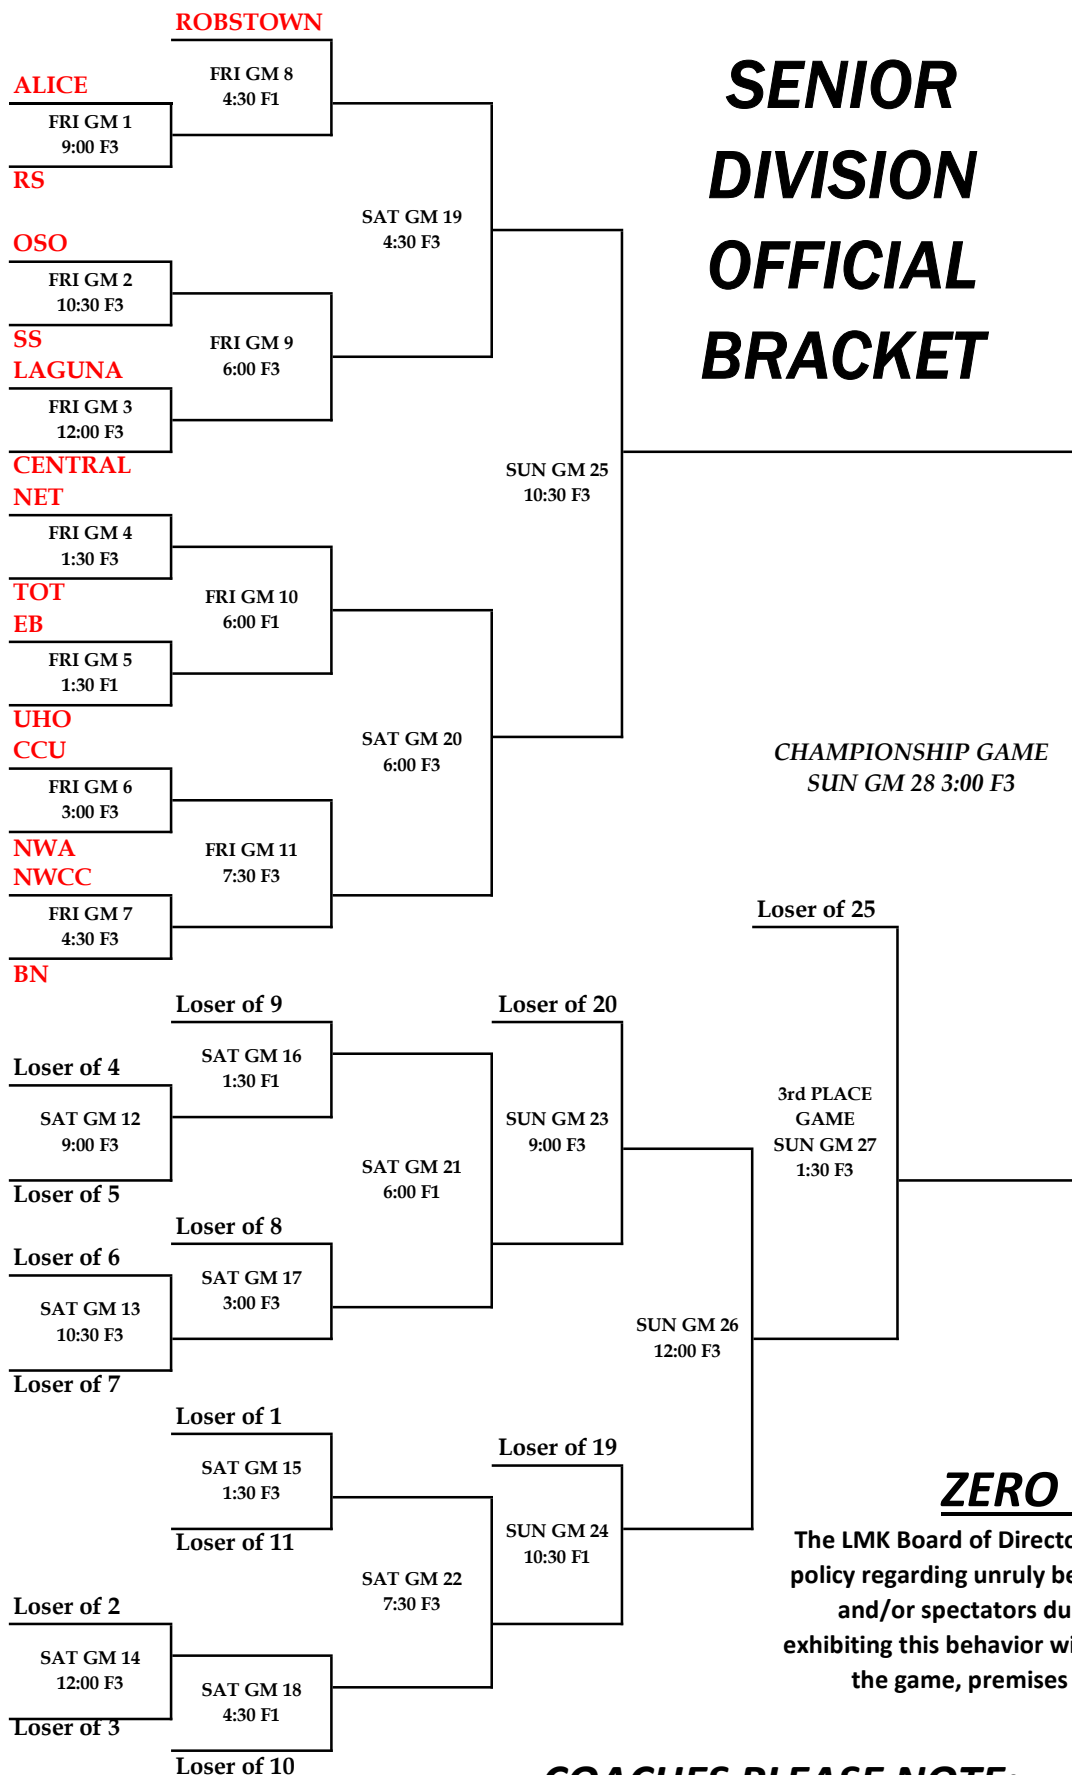 ROBSTOWN
FRI GM 8
4:30 F1
ALICE
FRI GM 1
9:00 F3
RS
SENIOR
DIVISION
OFFICIAL
BRACKET
SAT GM 19
4:30 F3
OSO
FRI GM 2
10:30 F3
SS
FRI GM 9
6:00 F3
LAGUNA
FRI GM 3
12:00 F3
CENTRAL
SUN GM 25
10:30 F3
NET
FRI GM 4
1:30 F3
TOT
FRI GM 10
6:00 F1
EB
FRI GM 5
1:30 F1
UHO
SAT GM 20
6:00 F3
CHAMPIONSHIP GAME
SUN GM 28 3:00 F3
CCU
FRI GM 6
3:00 F3
NWA
FRI GM 11
7:30 F3
NWCC
FRI GM 7
4:30 F3
BN
Loser of 25
Loser of 9
SAT GM 16
1:30 F1
Loser of 20
Loser of 4
SAT GM 12
9:00 F3
Loser of 5
SUN GM 23
9:00 F3
3rd PLACE
GAME
SUN GM 27
1:30 F3
SAT GM 21
6:00 F1
Loser of 8
SAT GM 17
3:00 F3
Loser of 6
SAT GM 13
10:30 F3
Loser of 7
SUN GM 26
12:00 F3
Loser of 1
SAT GM 15
1:30 F3
Loser of 11
Loser of 19
SUN GM 24
10:30 F1
SAT GM 22
7:30 F3
Loser of 2
SAT GM 14
12:00 F3
Loser of 3
SAT GM 18
4:30 F1
Loser of 10
ZERO
The LMK Board of Directo
policy regarding unruly be
and/or spectators du
exhibiting this behavior wi
the game, premises
COACHES PLEASE NOTE: